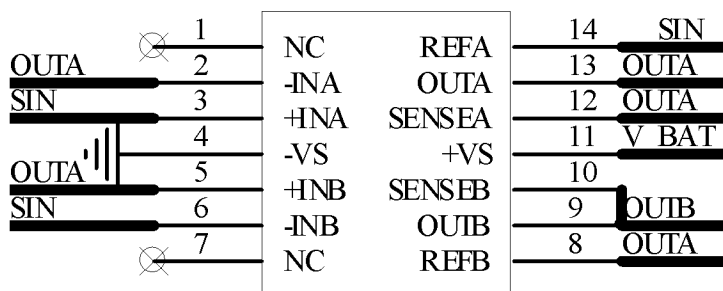 1 NC REFA 14 SIN
OUTA 2 -INA OUTA 13 OUTA
SIN 3 +INA SENSEA 12 OUTA
4 -VS +VS 11 V_BAT
OUTA 5 +INB SENSEB 10
SIN 6 -INB OUTB 9 OUTB
7 NC REFB 8 OUTA